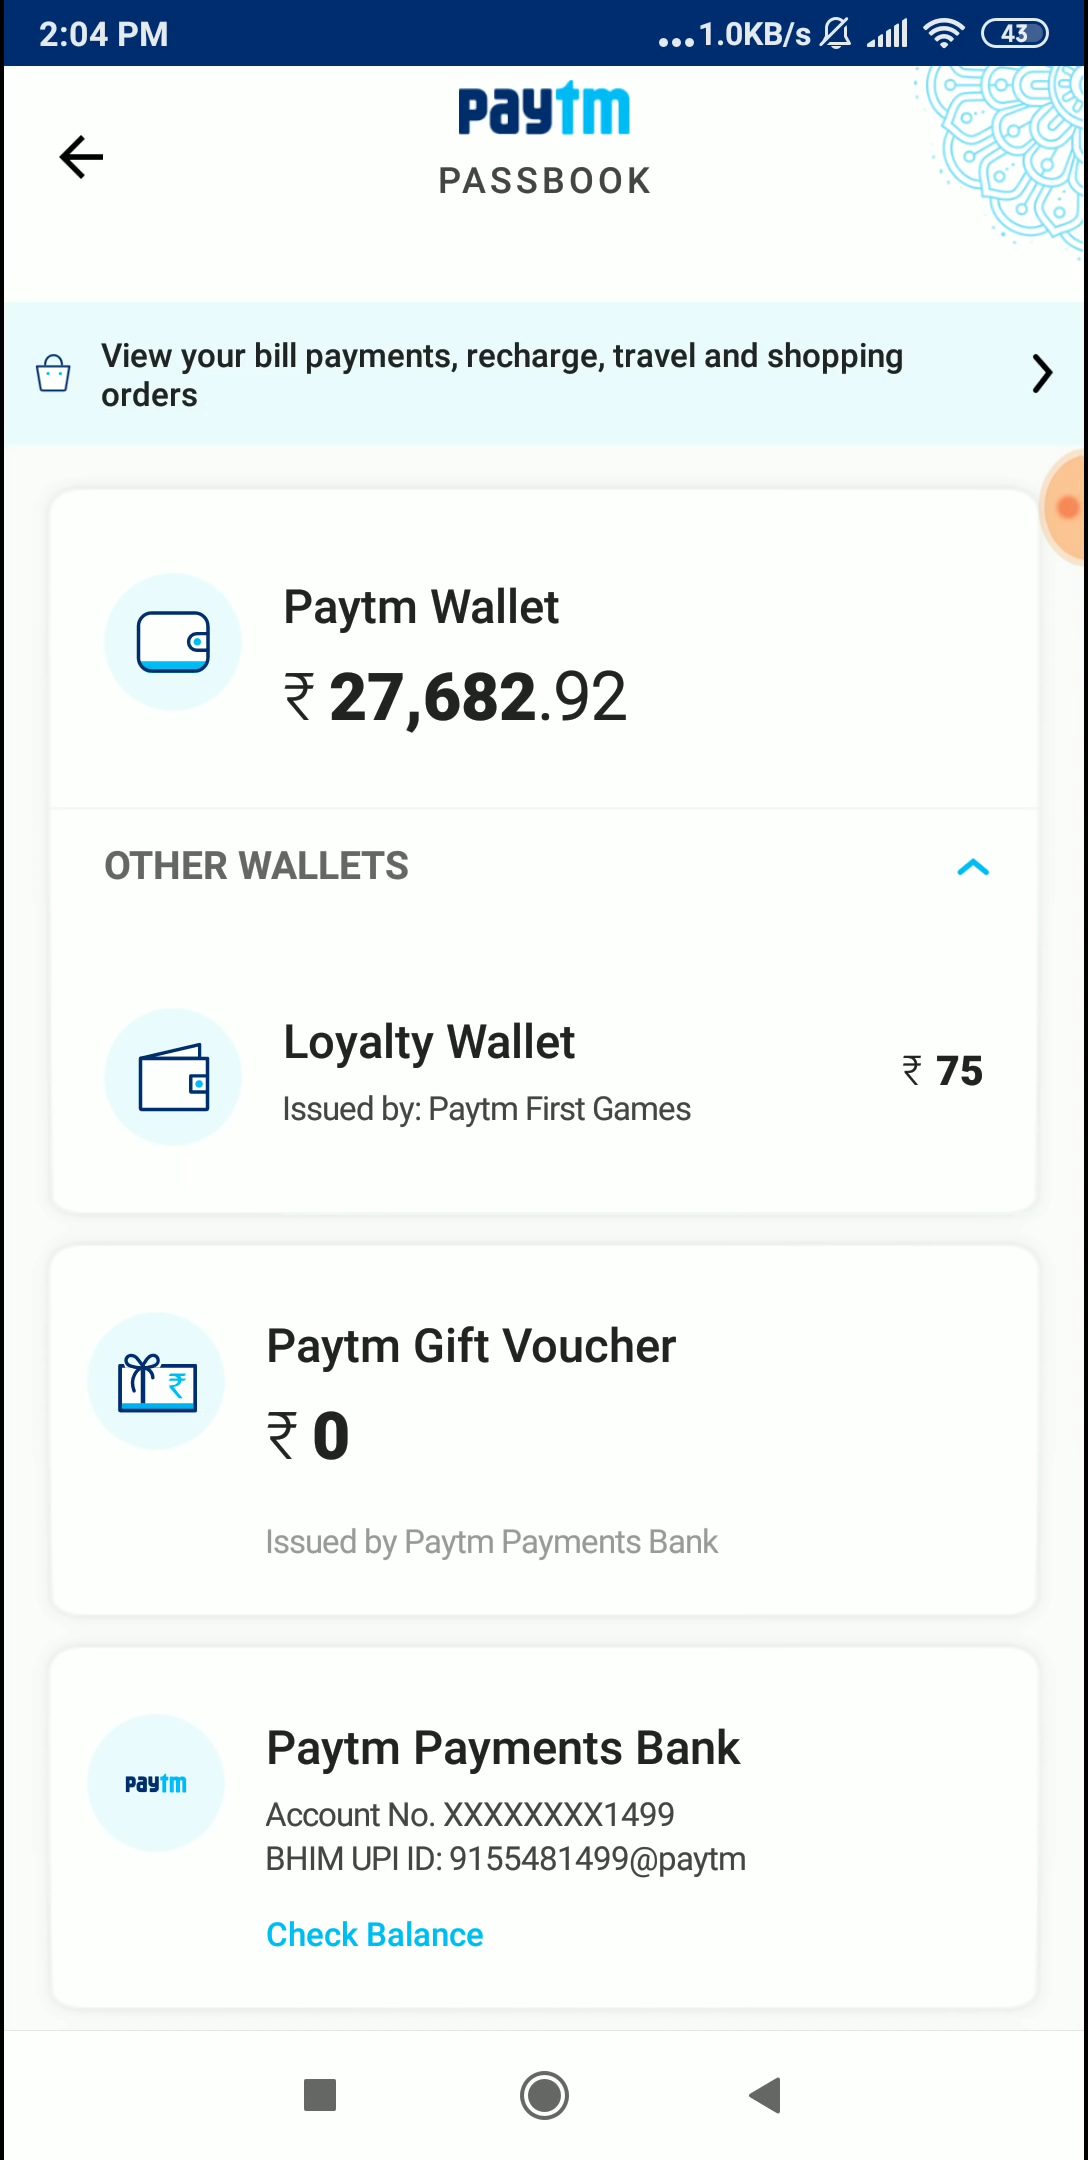 2:04 PM
...1.0KB/s 43
paytm
PASSBOOK
View your bill payments, recharge, travel and shopping
orders
Paytm Wallet
₹ 27,682.92
OTHER WALLETS
Loyalty Wallet
₹ 75
Issued by: Paytm First Games
Paytm Gift Voucher
₹
₹ 0
Issued by Paytm Payments Bank
Paytm Payments Bank
paytm
Account No. XXXXXXXX1499
BHIM UPI ID: 9155481499@paytm
Check Balance